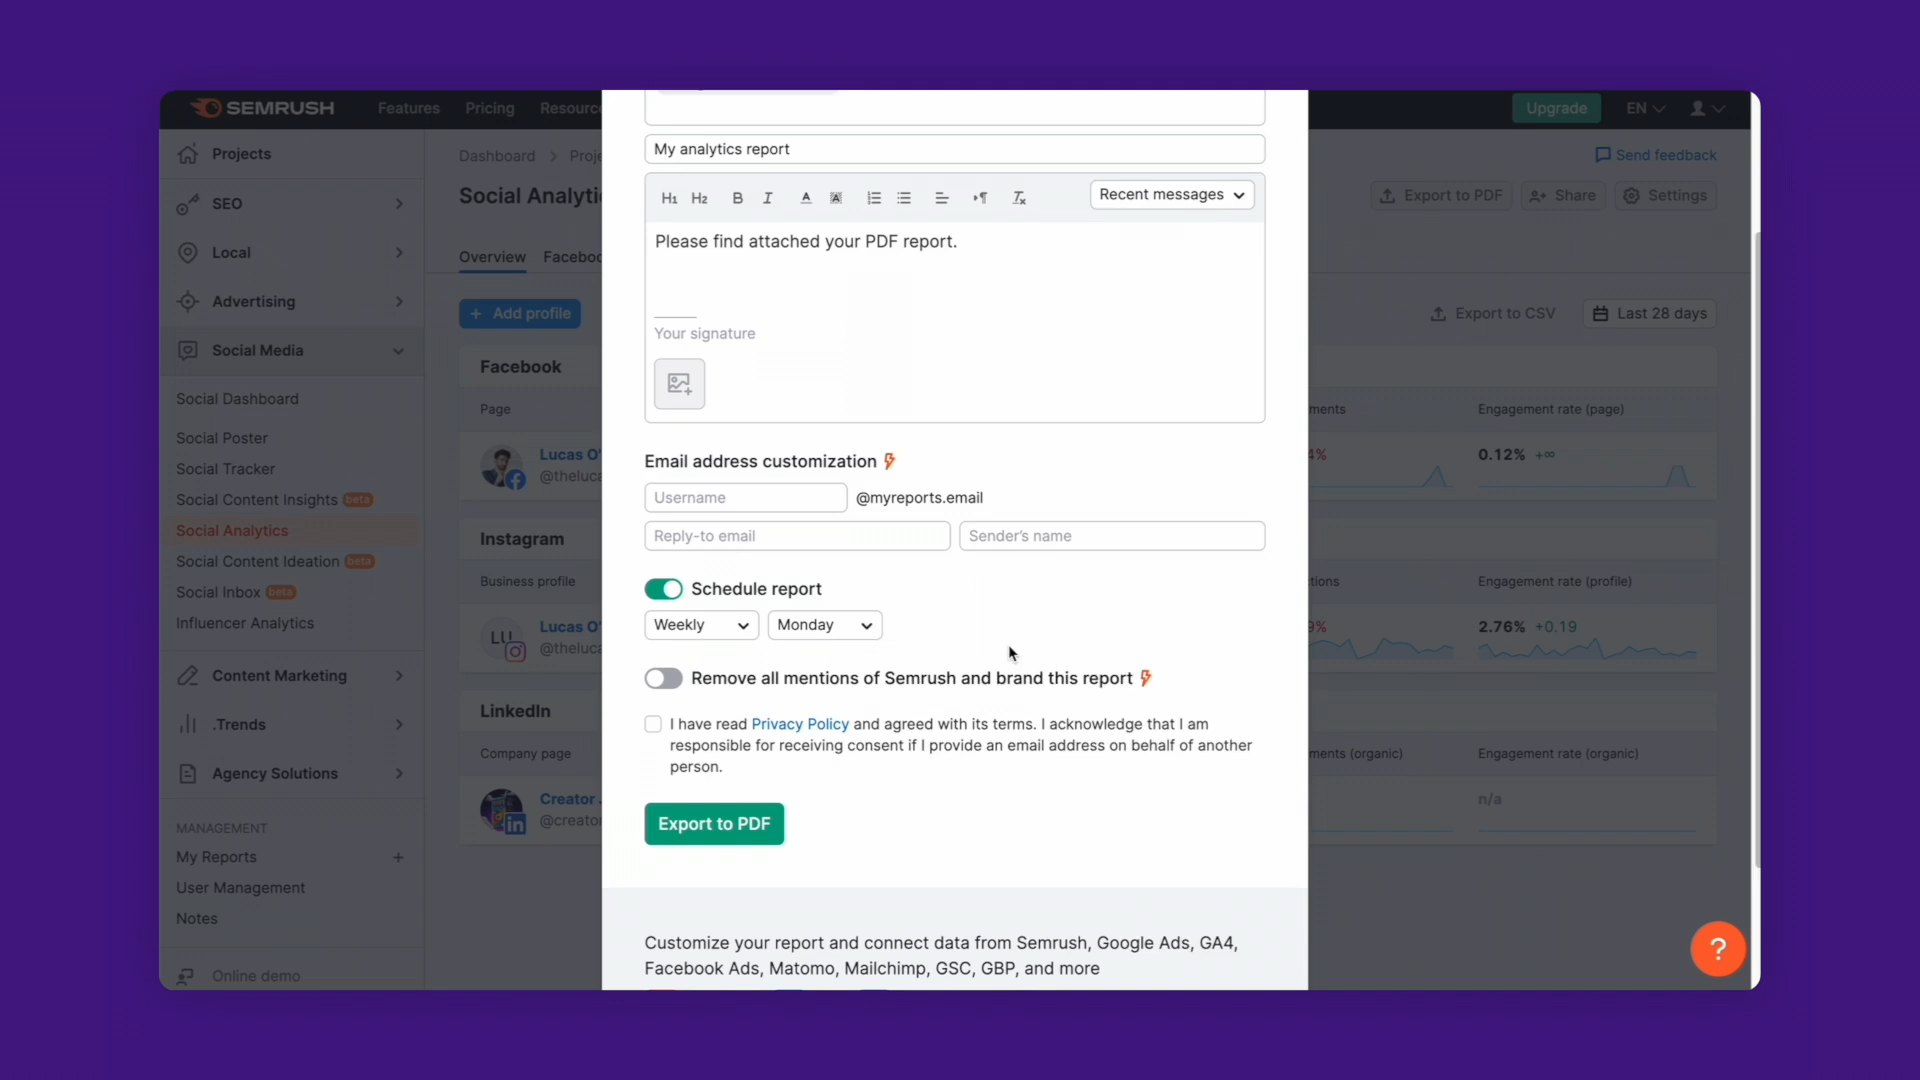 SEMRUSH Features Pricing Upgrade EN
Projects
Dashboard > Send feedback
My analytics report
Export to PDF Share Settings
SEO
H1 H2 B I A A Recent messages
Local
Overview
Please find attached your PDF report.
Advertising
+ Add profile
Export to CSV Last 28 days
Your signature
Social Media
Facebook
Social Dashboard
Page
Engagement rate (page)
Social Poster
0.12% +∞
Social Tracker
Email address customization
Social Content Insights beta
Username @myreports.email
Social Analytics
Instagram
Reply-to email Sender's name
Social Content Ideation beta
Business profile
Engagement rate (profile)
Social Inbox beta
Schedule report
Influencer Analytics
Weekly Monday
2.76% +0.19
Content Marketing
Remove all mentions of Semrush and brand this report
.Trends
LinkedIn
I have read Privacy Policy and agreed with its terms. I acknowledge that I am
responsible for receiving consent if I provide an email address on behalf of another
person.
Company page
(organic) Engagement rate (organic)
Agency Solutions
Creator
n/a
Export to PDF
MANAGEMENT
My Reports +
User Management
Notes
Customize your report and connect data from Semrush, Google Ads, GA4,
Facebook Ads, Matomo, Mailchimp, GSC, GBP, and more
Online demo
?